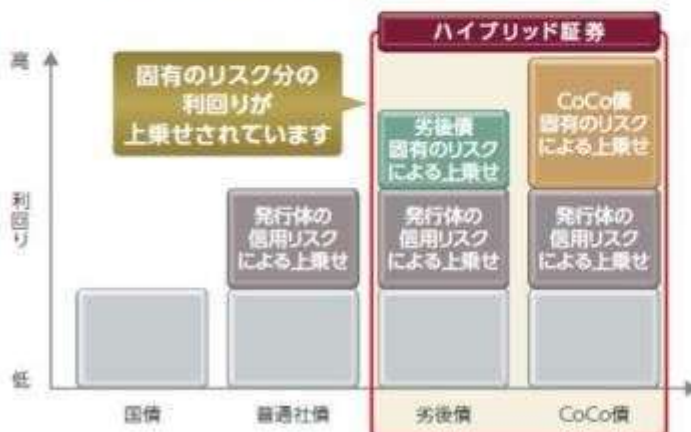 ハイブリッド証券
高
固有のリスク分の
利回りが
上乗せされています
CoCo債
固有のリスク
による上乗せ
劣後債
固有のリスク
による上乗せ
利回り
発行体の
信用リスク
による上乗せ
発行体の
信用リスク
による上乗せ
発行体の
信用リスク
による上乗せ
低
国債
普通社債
劣後債
CoCo債